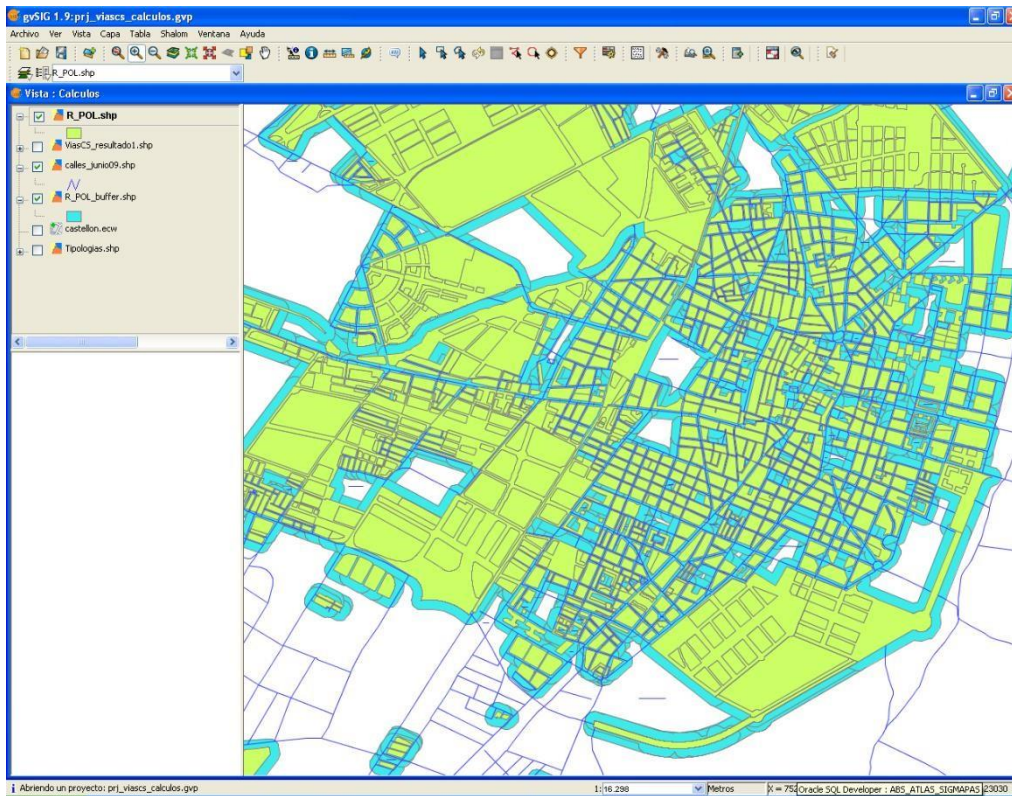 gvSIG 1.9:prj_viascs_calculos.gvp
Archivo Ver Vista Capa Tabla Shalom Ventana Ayuda
R_POL.shp
Vista : Calculos
R_POL.shp
ViasCS_resultado1.shp
calles_junio09.shp
R_POL_buffer.shp
castellon.ecw
Tipologias.shp
Abriendo un proyecto: prj_viascs_calculos.gvp
1: 16.298 Metros X = 752 Oracle SQL Developer : ABS_ATLAS_SIGMAPAS 23030